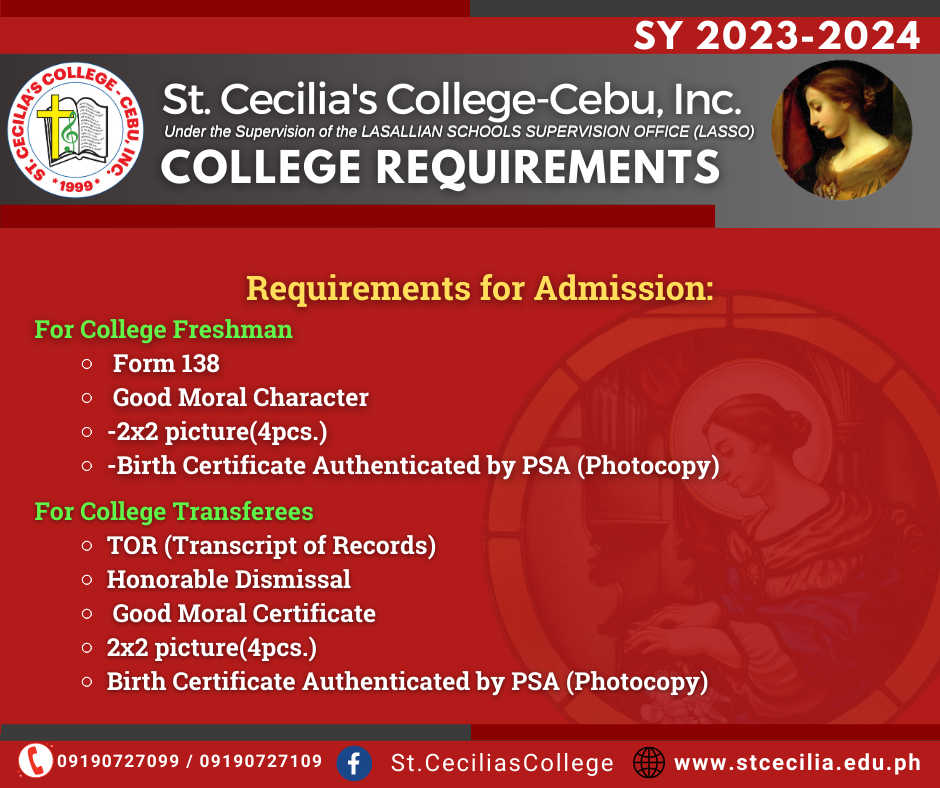 SY 2023-2024
ST. CECILIA'S COLLEGE - CEBU, INC.
* 1999 *
St. Cecilia's College-Cebu, Inc.
Under the Supervision of the LASALLIAN SCHOOLS SUPERVISION OFFICE (LASSO)
COLLEGE REQUIREMENTS
Requirements for Admission:
For College Freshman
○ Form 138
○ Good Moral Character
○ -2x2 picture(4pcs.)
○ -Birth Certificate Authenticated by PSA (Photocopy)
For College Transferees
○ TOR (Transcript of Records)
○ Honorable Dismissal
○ Good Moral Certificate
○ 2x2 picture(4pcs.)
○ Birth Certificate Authenticated by PSA (Photocopy)
09190727099 / 09190727109 St.CeciliasCollege www.stcecilia.edu.ph